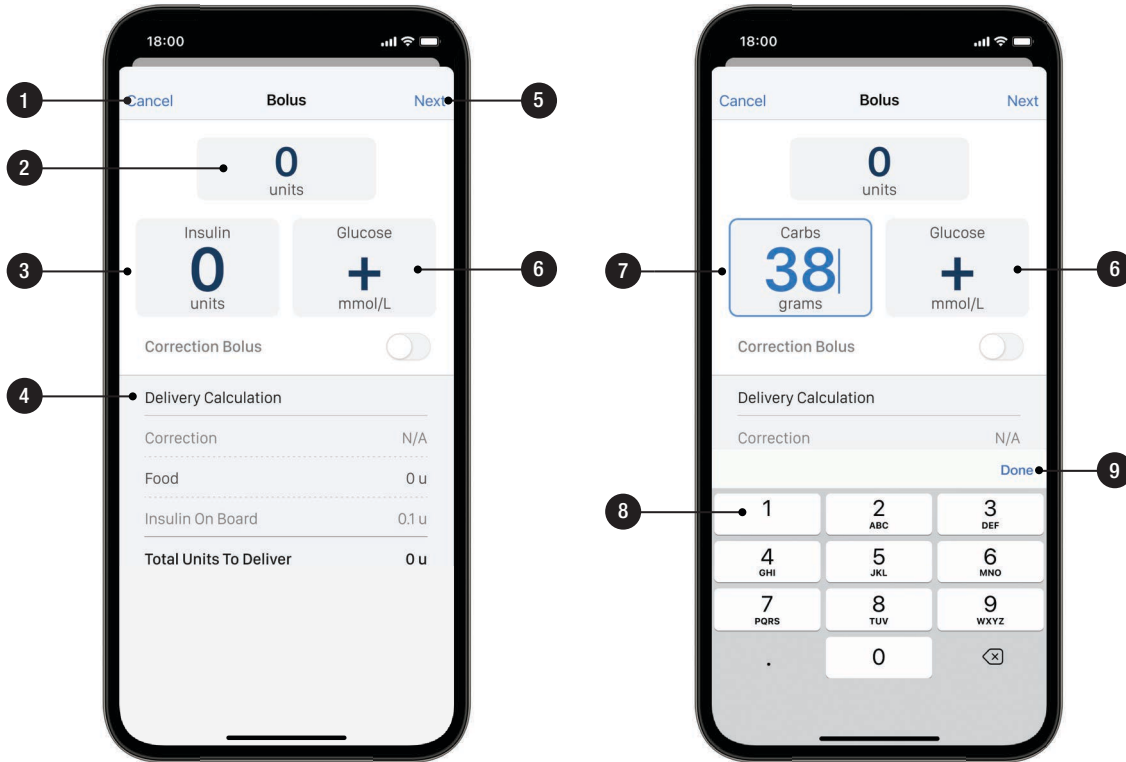 18:00
1
Cancel
Bolus
Next
5
2
0
units
3
Insulin
0
units
Glucose
+
mmol/L
6
Correction Bolus
4
Delivery Calculation
Correction N/A
Food 0 u
Insulin On Board 0.1 u
Total Units To Deliver 0 u
18:00
Cancel
Bolus
Next
0
units
7
Carbs
38
grams
Glucose
+
mmol/L
6
Correction Bolus
Delivery Calculation
Correction N/A
Done
9
8
1
2
ABC
3
DEF
4
GHI
5
JKL
6
MNO
7
PQRS
8
TUV
9
WXYZ
.
0